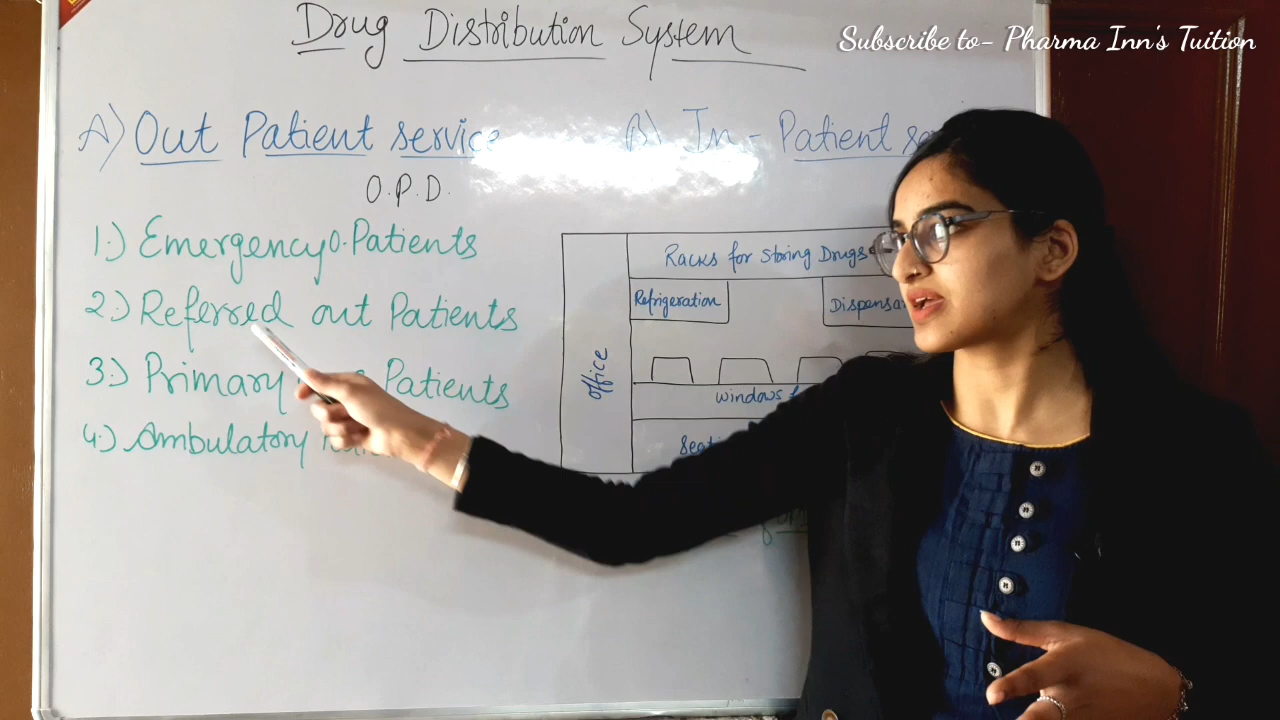 Drug Distribution System
Subscribe to- Pharma Inn's Tuition
A) Out Patient service
B) In - Patient
O.P.D.
1.) Emergency O.Patients
2.) Referred out Patients
3.) Primary Patients
4.) Ambulatory
Racks for storing Drugs
Refrigeration
office
windows